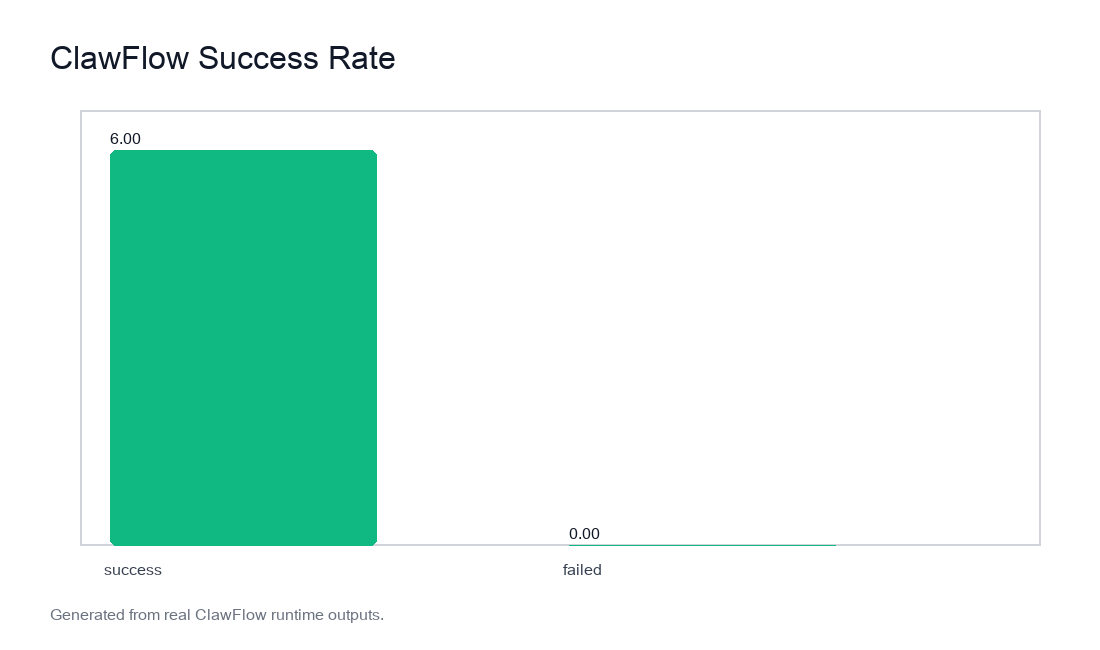 ClawFlow Success Rate
6.00
0.00
success
failed
Generated from real ClawFlow runtime outputs.